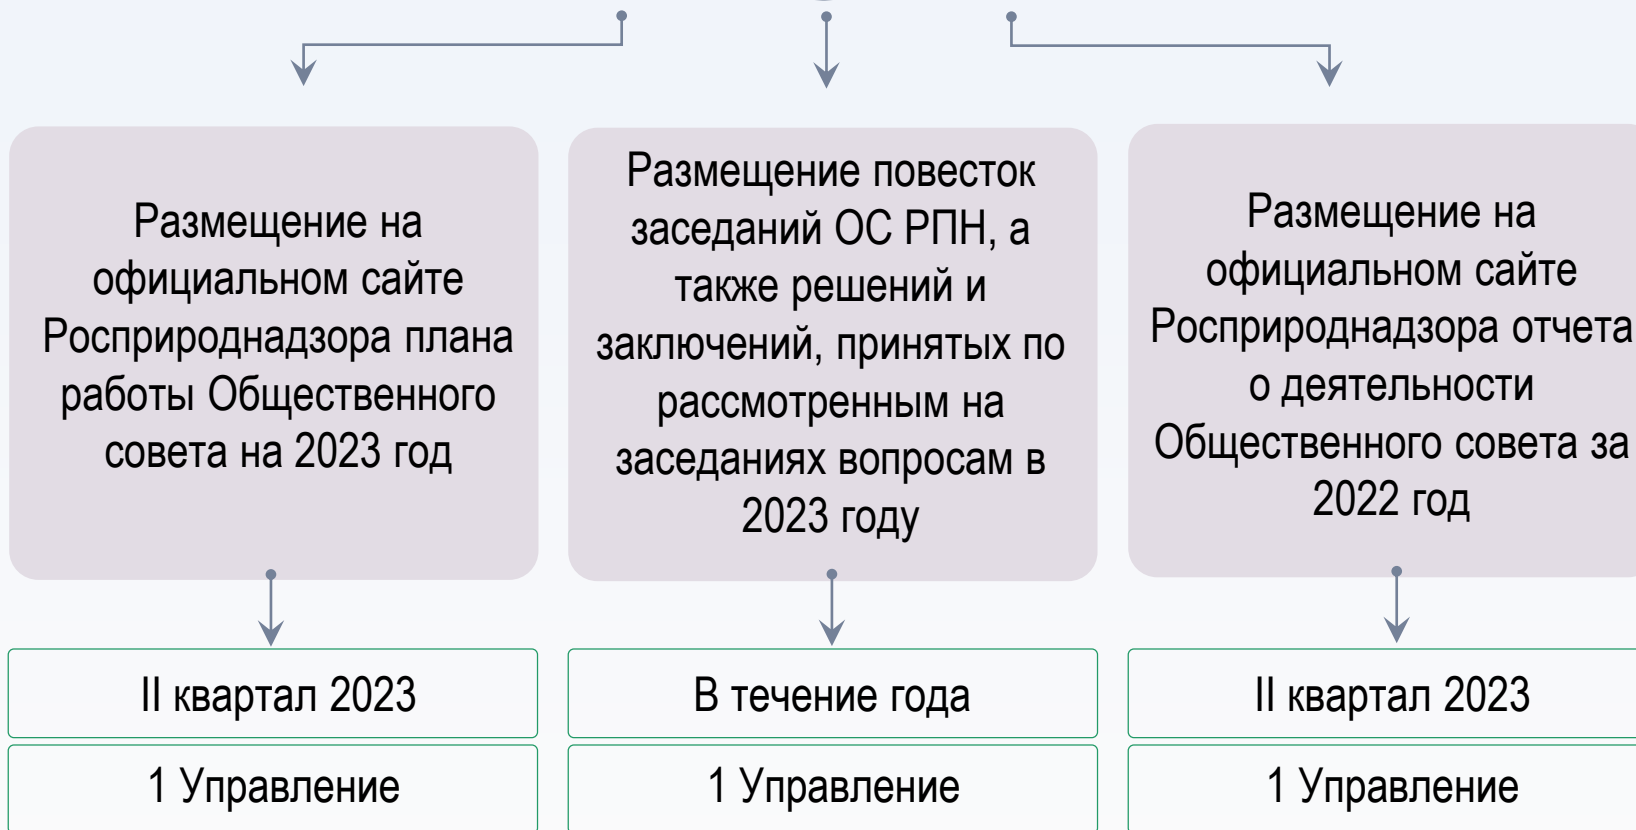 Размещение на
официальном сайте
Росприроднадзора плана
работы Общественного
совета на 2023 год
Размещение повесток
заседаний ОС РПН, а
также решений и
заключений, принятых по
рассмотренным на
заседаниях вопросам в
2023 году
Размещение на
официальном сайте
Росприроднадзора отчета
о деятельности
Общественного совета за
2022 год
II квартал 2023
В течение года
II квартал 2023
1 Управление
1 Управление
1 Управление